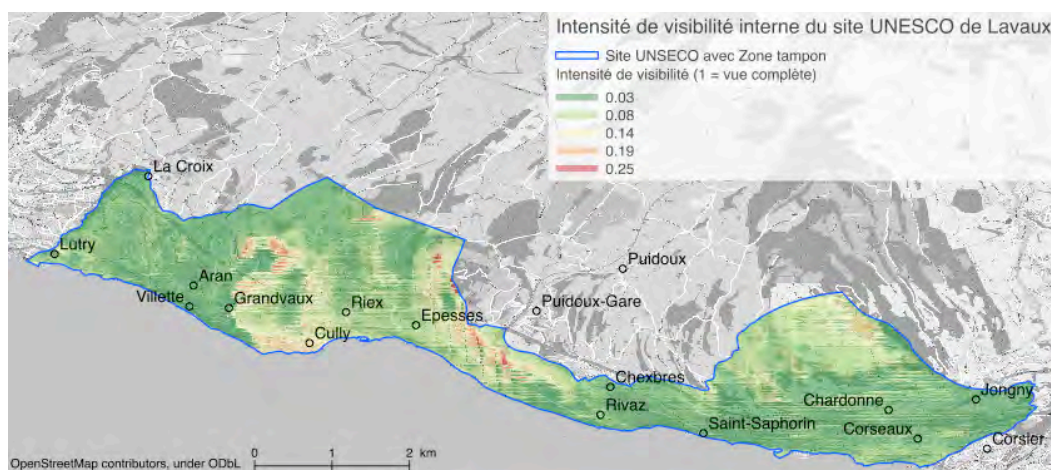 Intensité de visibilité interne du site UNESCO de Lavaux
Site UNSECO avec Zone tampon
Intensité de visibilité (1 = vue complète)
0.03
0.08
0.14
0.19
0.25
La Croix
Lutry
Aran
Villette
Grandvaux
Riex
Epesses
Cully
Puidoux
Puidoux-Gare
Chexbres
Rivaz
Saint-Saphorin
Chardonne
Jongny
Corseaux
Corsier
OpenStreetMap contributors, under ODbL
0 1 2 km